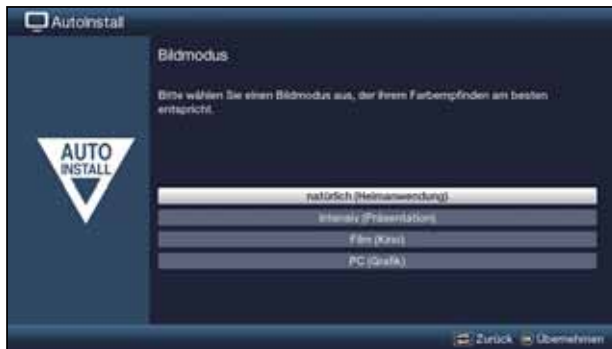 AutoInstall
Bildmodus
Bitte wählen Sie einen Bildmodus aus, der Ihrem Farbempfinden am besten
entspricht.
AUTO
INSTALL
natürlich (Heimanwendung)
Intensiv (Präsentation)
Film (Kino)
PC (Grafik)
Zurück OK Übernehmen